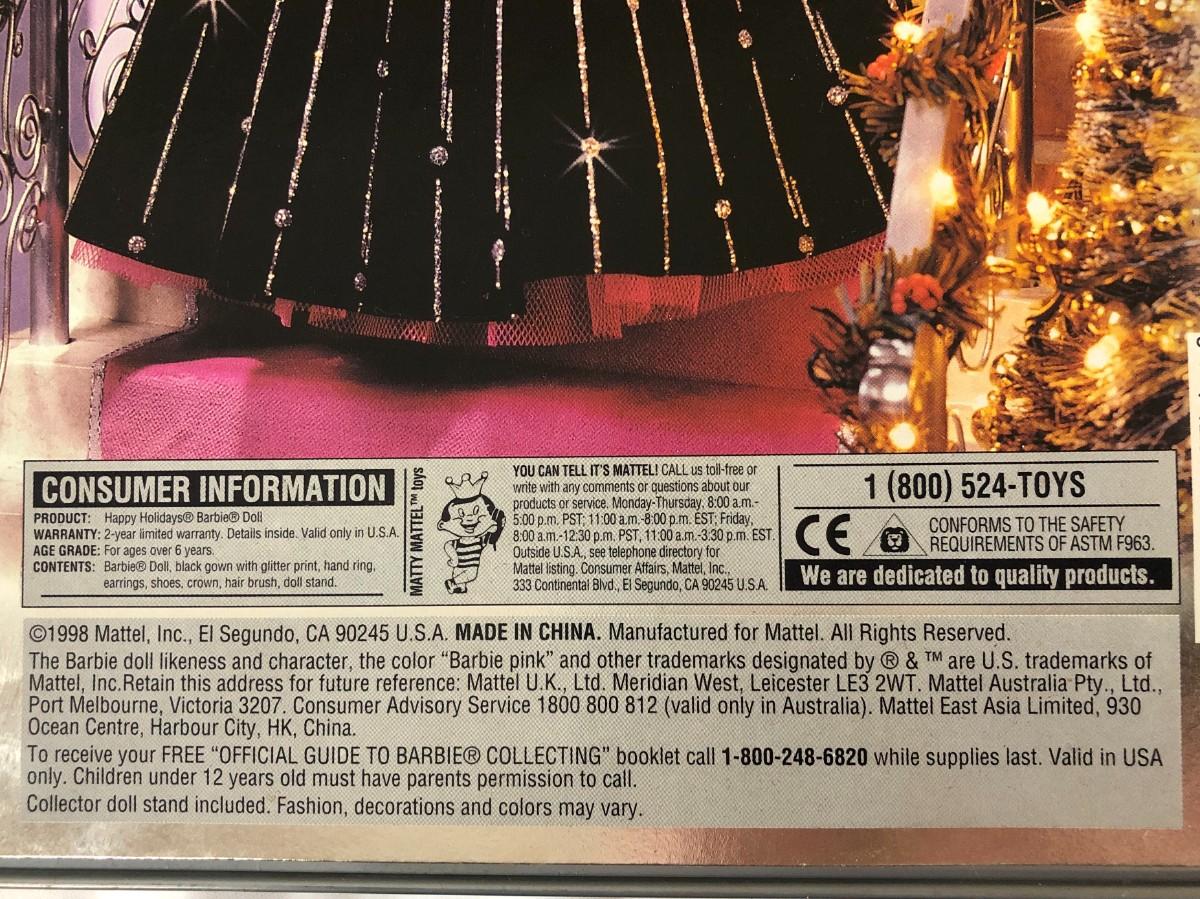 CONSUMER INFORMATION
PRODUCT: Happy Holidays® Barbie® Doll
WARRANTY: 2-year limited warranty. Details inside. Valid only in U.S.A.
AGE GRADE: For ages over 6 years.
CONTENTS: Barbie® Doll, black gown with glitter print, hand ring,
earrings, shoes, crown, hair brush, doll stand.
MATTY MATTEL™ toys
YOU CAN TELL IT'S MATTEL! CALL us toll-free or
write with any comments or questions about our
products or service. Monday-Thursday, 8:00 a.m.-
5:00 p.m. PST; 11:00 a.m.-8:00 p.m. EST; Friday,
8:00 a.m.-12:30 p.m. PST, 11:00 a.m.-3:30 p.m. EST.
Outside U.S.A., see telephone directory for
Mattel listing. Consumer Affairs, Mattel, Inc.,
333 Continental Blvd., El Segundo, CA 90245 U.S.A.
1 (800) 524-TOYS
CE
CONFORMS TO THE SAFETY
REQUIREMENTS OF ASTM F963.
We are dedicated to quality products.
©1998 Mattel, Inc., El Segundo, CA 90245 U.S.A. MADE IN CHINA. Manufactured for Mattel. All Rights Reserved.
The Barbie doll likeness and character, the color "Barbie pink" and other trademarks designated by ® & ™ are U.S. trademarks of
Mattel, Inc.Retain this address for future reference: Mattel U.K., Ltd. Meridian West, Leicester LE3 2WT. Mattel Australia Pty., Ltd.,
Port Melbourne, Victoria 3207. Consumer Advisory Service 1800 800 812 (valid only in Australia). Mattel East Asia Limited, 930
Ocean Centre, Harbour City, HK, China.
To receive your FREE "OFFICIAL GUIDE TO BARBIE® COLLECTING" booklet call 1-800-248-6820 while supplies last. Valid in USA
only. Children under 12 years old must have parents permission to call.
Collector doll stand included. Fashion, decorations and colors may vary.